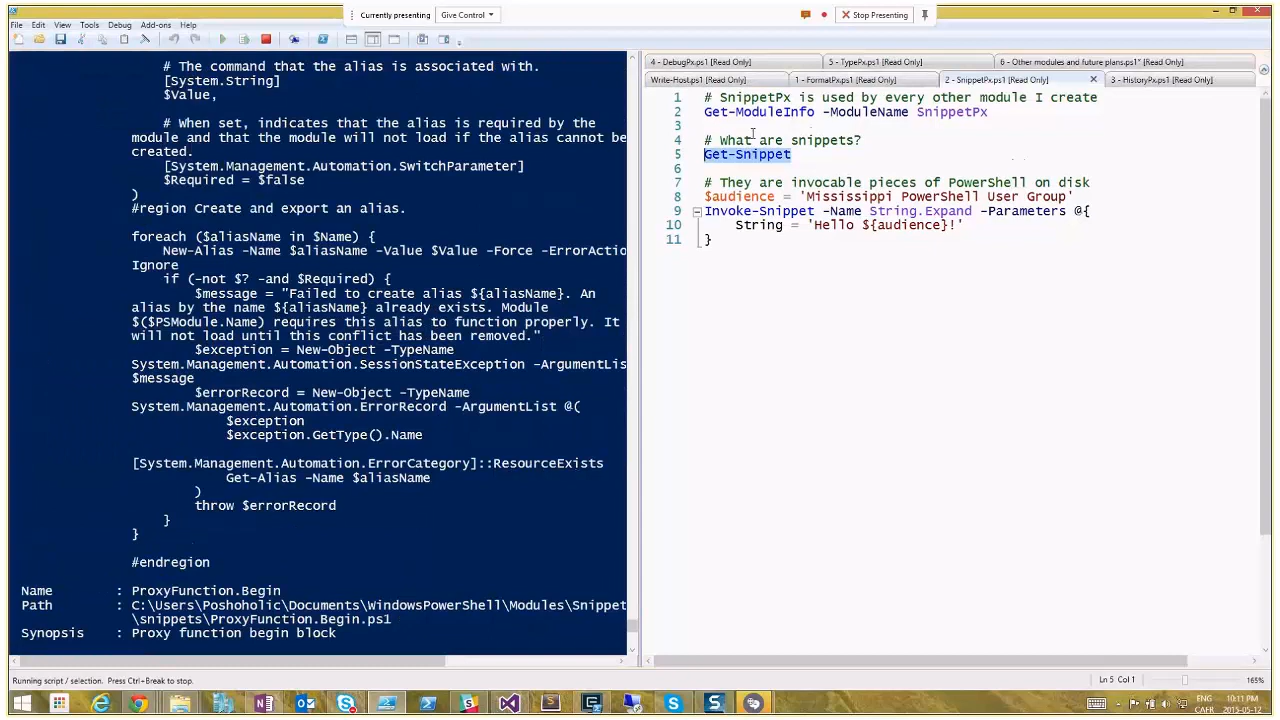 Currently presenting
Give Control
Stop Presenting
File Edit View Tools Debug Add-ons Help
# The command that the alias is associated with.
[System.String]
$Value,
# When set, indicates that the alias is required by the
module and that the module will not load if the alias cannot be
created.
[System.Management.Automation.SwitchParameter]
$Required = $false
)
#region Create and export an alias.
foreach ($aliasName in $Name) {
New-Alias -Name $aliasName -Value $Value -Force -ErrorActio
Ignore
if (-not $? -and $Required) {
$message = "Failed to create alias ${aliasName}. An
alias by the name ${aliasName} already exists. Module
$($PSModule.Name) requires this alias to function properly. It
will not load until this conflict has been removed."
$exception = New-Object -TypeName
System.Management.Automation.SessionStateException -ArgumentLis
$message
$errorRecord = New-Object -TypeName
System.Management.Automation.ErrorRecord -ArgumentList @(
$exception
$exception.GetType().Name
[System.Management.Automation.ErrorCategory]::ResourceExists
Get-Alias -Name $aliasName
)
throw $errorRecord
}
}
#endregion
Name : ProxyFunction.Begin
Path : C:\Users\Poshoholic\Documents\WindowsPowerShell\Modules\Snippet
\snippets\ProxyFunction.Begin.ps1
Synopsis : Proxy function begin block
4 - DebugPx.ps1 [Read Only] 5 - TypePx.ps1 [Read Only] 6 - Other modules and future plans.ps1* [Read Only]
Write-Host.ps1 [Read Only] 1 - FormatPx.ps1 [Read Only] 2 - SnippetPx.ps1 [Read Only] X 3 - HistoryPx.ps1 [Read Only]
1 # SnippetPx is used by every other module I create
2 Get-ModuleInfo -ModuleName SnippetPx
3
4 # What are snippets?
5 Get-Snippet
6
7 # They are invocable pieces of PowerShell on disk
8 $audience = 'Mississippi PowerShell User Group'
9 Invoke-Snippet -Name String.Expand -Parameters @{
10 String = 'Hello ${audience}!'
11 }
Running script / selection. Press Ctrl+Break to stop.
Ln 5 Col 1
165%
ENG
CAFR
10:11 PM
2015-05-12